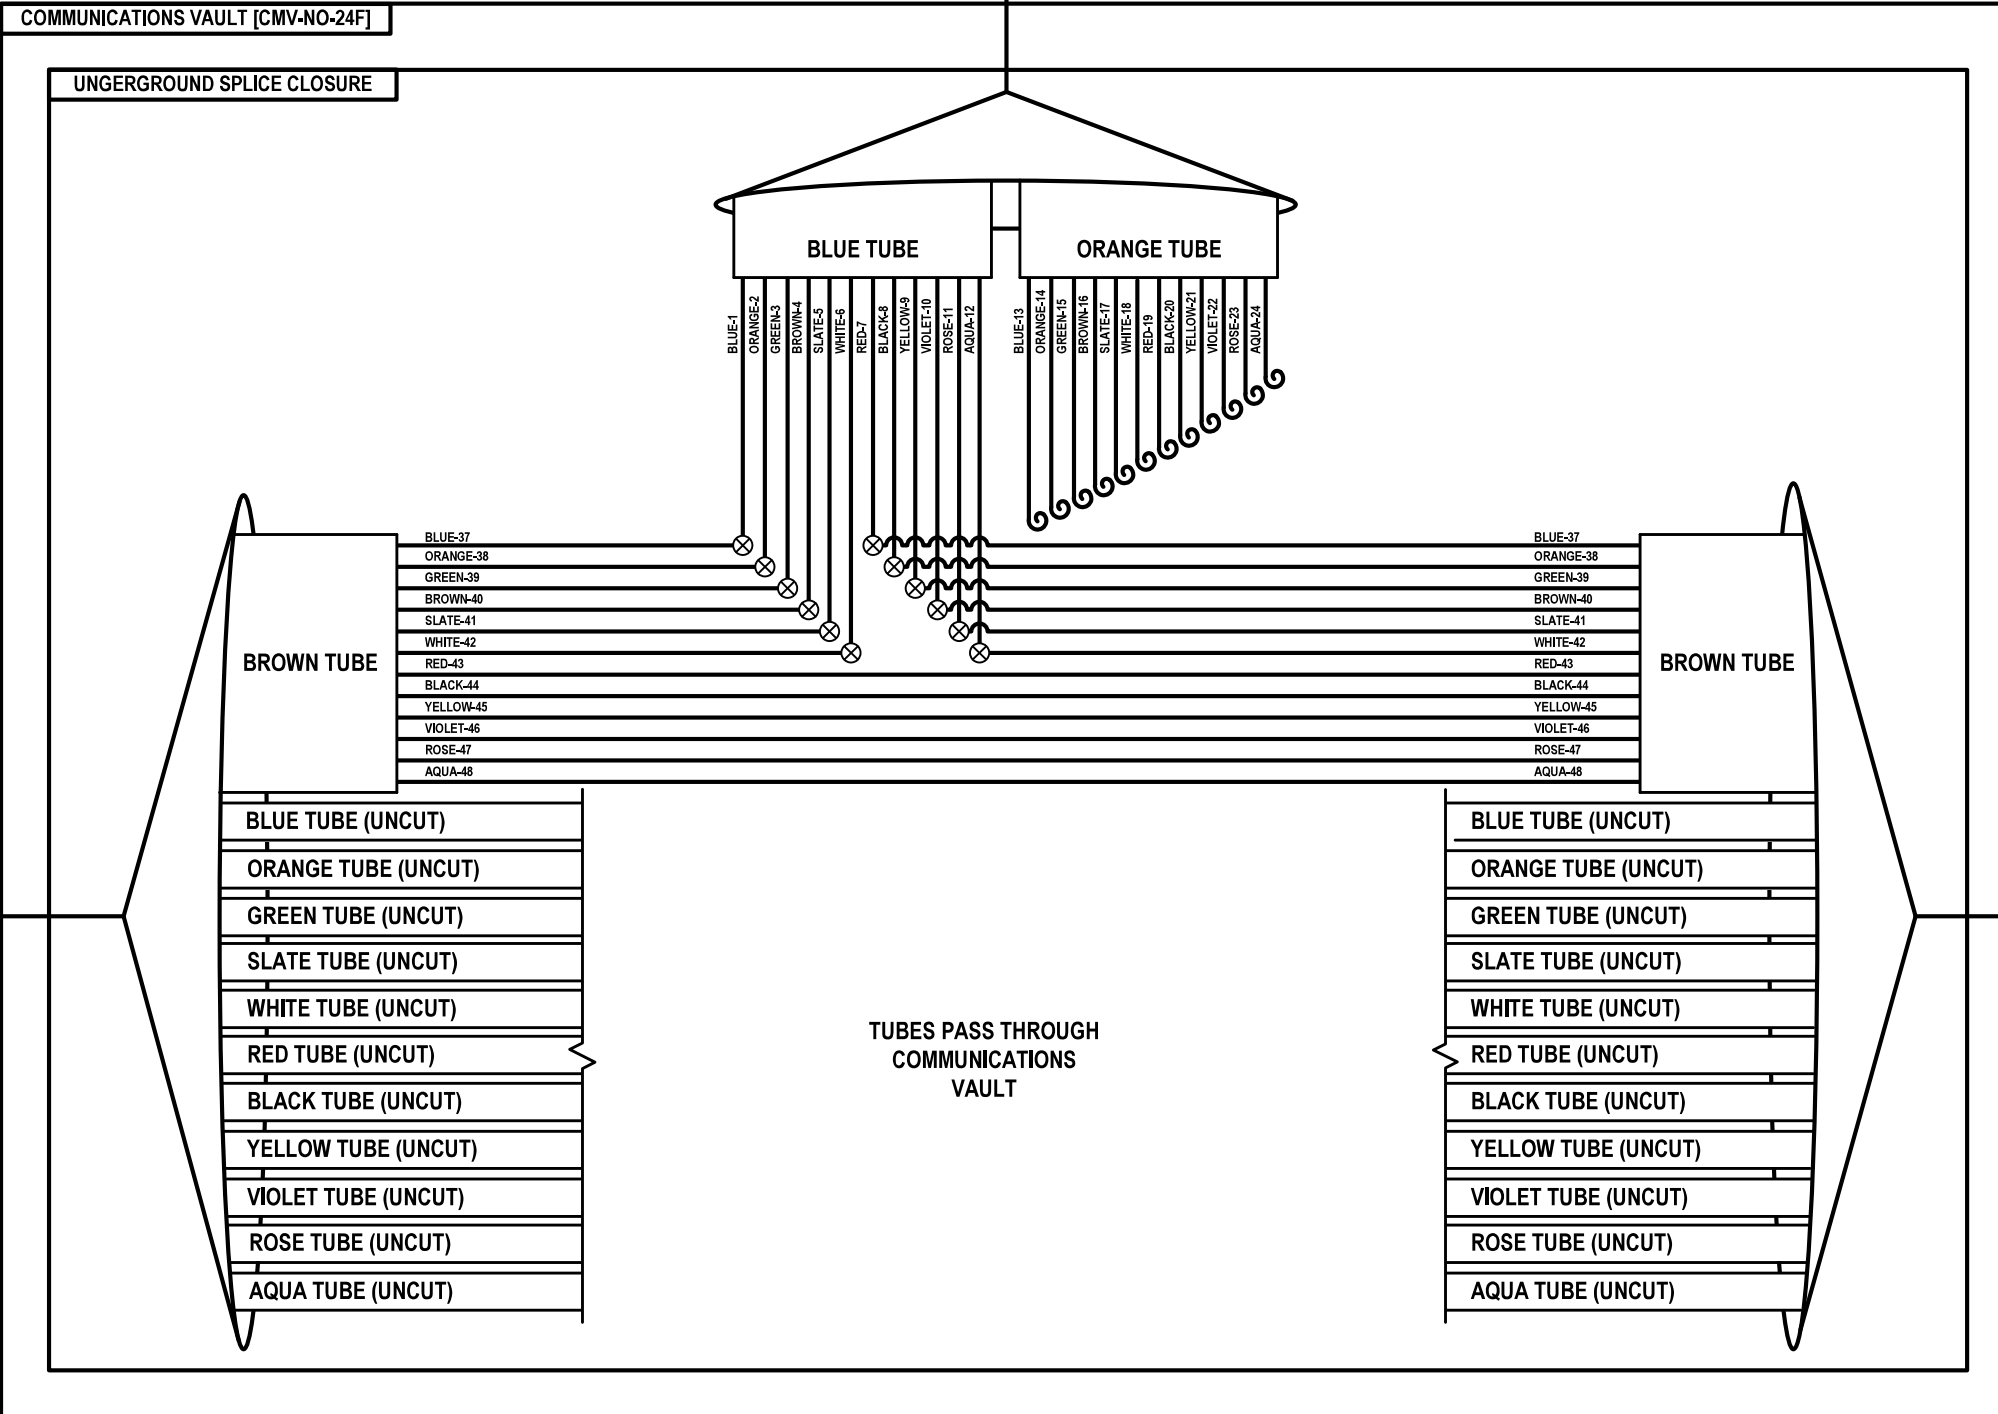 COMMUNICATIONS VAULT [CMV-NO-24F]
UNGERGROUND SPLICE CLOSURE
BLUE TUBE
ORANGE TUBE
BLUE-1
ORANGE-2
GREEN-3
BROWN-4
SLATE-5
WHITE-6
RED-7
BLACK-8
YELLOW-9
VIOLET-10
ROSE-11
AQUA-12
BLUE-13
ORANGE-14
GREEN-15
BROWN-16
SLATE-17
WHITE-18
RED-19
BLACK-20
YELLOW-21
VIOLET-22
ROSE-23
AQUA-24
BROWN TUBE
BLUE-37
ORANGE-38
GREEN-39
BROWN-40
SLATE-41
WHITE-42
RED-43
BLACK-44
YELLOW-45
VIOLET-46
ROSE-47
AQUA-48
BLUE-37
ORANGE-38
GREEN-39
BROWN-40
SLATE-41
WHITE-42
RED-43
BLACK-44
YELLOW-45
VIOLET-46
ROSE-47
AQUA-48
BROWN TUBE
BLUE TUBE (UNCUT)
ORANGE TUBE (UNCUT)
GREEN TUBE (UNCUT)
SLATE TUBE (UNCUT)
WHITE TUBE (UNCUT)
RED TUBE (UNCUT)
BLACK TUBE (UNCUT)
YELLOW TUBE (UNCUT)
VIOLET TUBE (UNCUT)
ROSE TUBE (UNCUT)
AQUA TUBE (UNCUT)
TUBES PASS THROUGH
COMMUNICATIONS
VAULT
BLUE TUBE (UNCUT)
ORANGE TUBE (UNCUT)
GREEN TUBE (UNCUT)
SLATE TUBE (UNCUT)
WHITE TUBE (UNCUT)
RED TUBE (UNCUT)
BLACK TUBE (UNCUT)
YELLOW TUBE (UNCUT)
VIOLET TUBE (UNCUT)
ROSE TUBE (UNCUT)
AQUA TUBE (UNCUT)